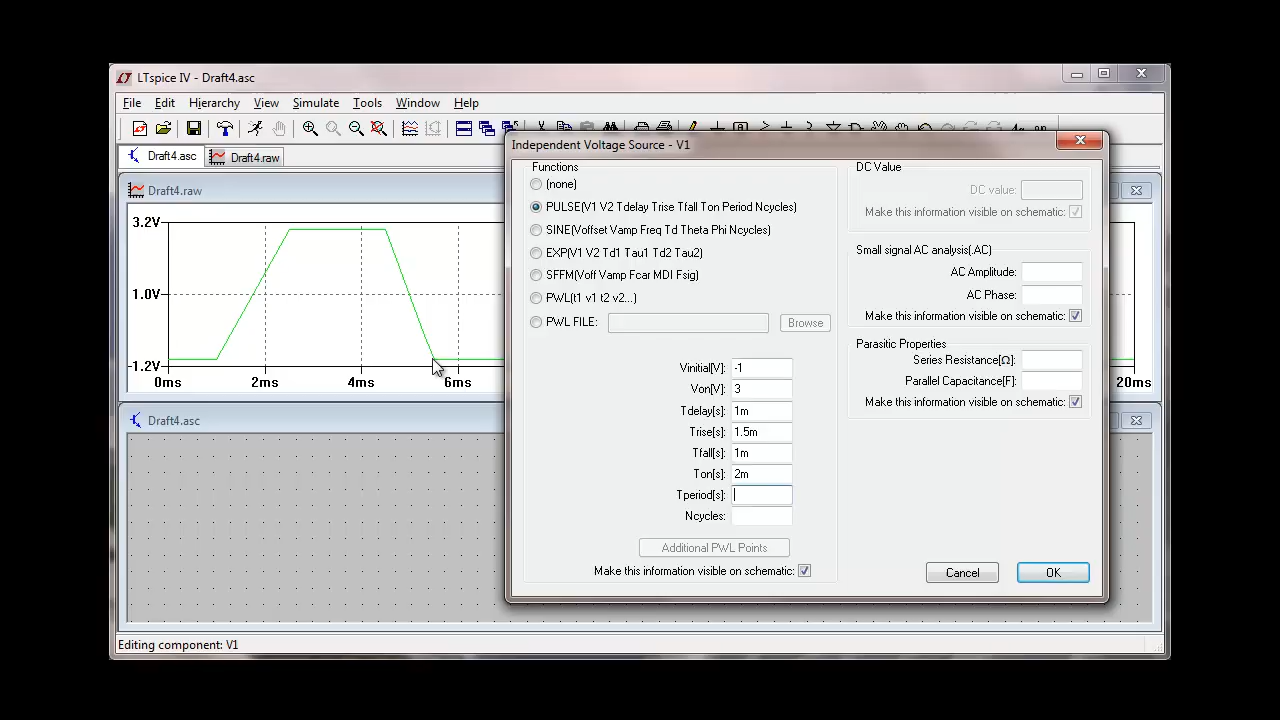 LTspice IV - Draft4.asc
File Edit Hierarchy View Simulate Tools Window Help
Draft4.asc Draft4.raw
Draft4.raw
3.2V
1.0V
-1.2V
0ms 2ms 4ms 6ms 20ms
Draft4.asc
Independent Voltage Source - V1
Functions
(none)
PULSE(V1 V2 Tdelay Trise Tfall Ton Period Ncycles)
SINE(Voffset Vamp Freq Td Theta Phi Ncycles)
EXP(V1 V2 Td1 Tau1 Td2 Tau2)
SFFM(Voff Vamp Fcar MDI Fsig)
PWL(t1 v1 t2 v2...)
PWL FILE: Browse
Vinitial[V]: -1
Von[V]: 3
Tdelay[s]: 1m
Trise[s]: 1.5m
Tfall[s]: 1m
Ton[s]: 2m
Tperiod[s]:
Ncycles:
Additional PWL Points
Make this information visible on schematic:
DC Value
DC value:
Make this information visible on schematic:
Small signal AC analysis(.AC)
AC Amplitude:
AC Phase:
Make this information visible on schematic:
Parasitic Properties
Series Resistance[Ω]:
Parallel Capacitance[F]:
Make this information visible on schematic:
Cancel OK
Editing component: V1